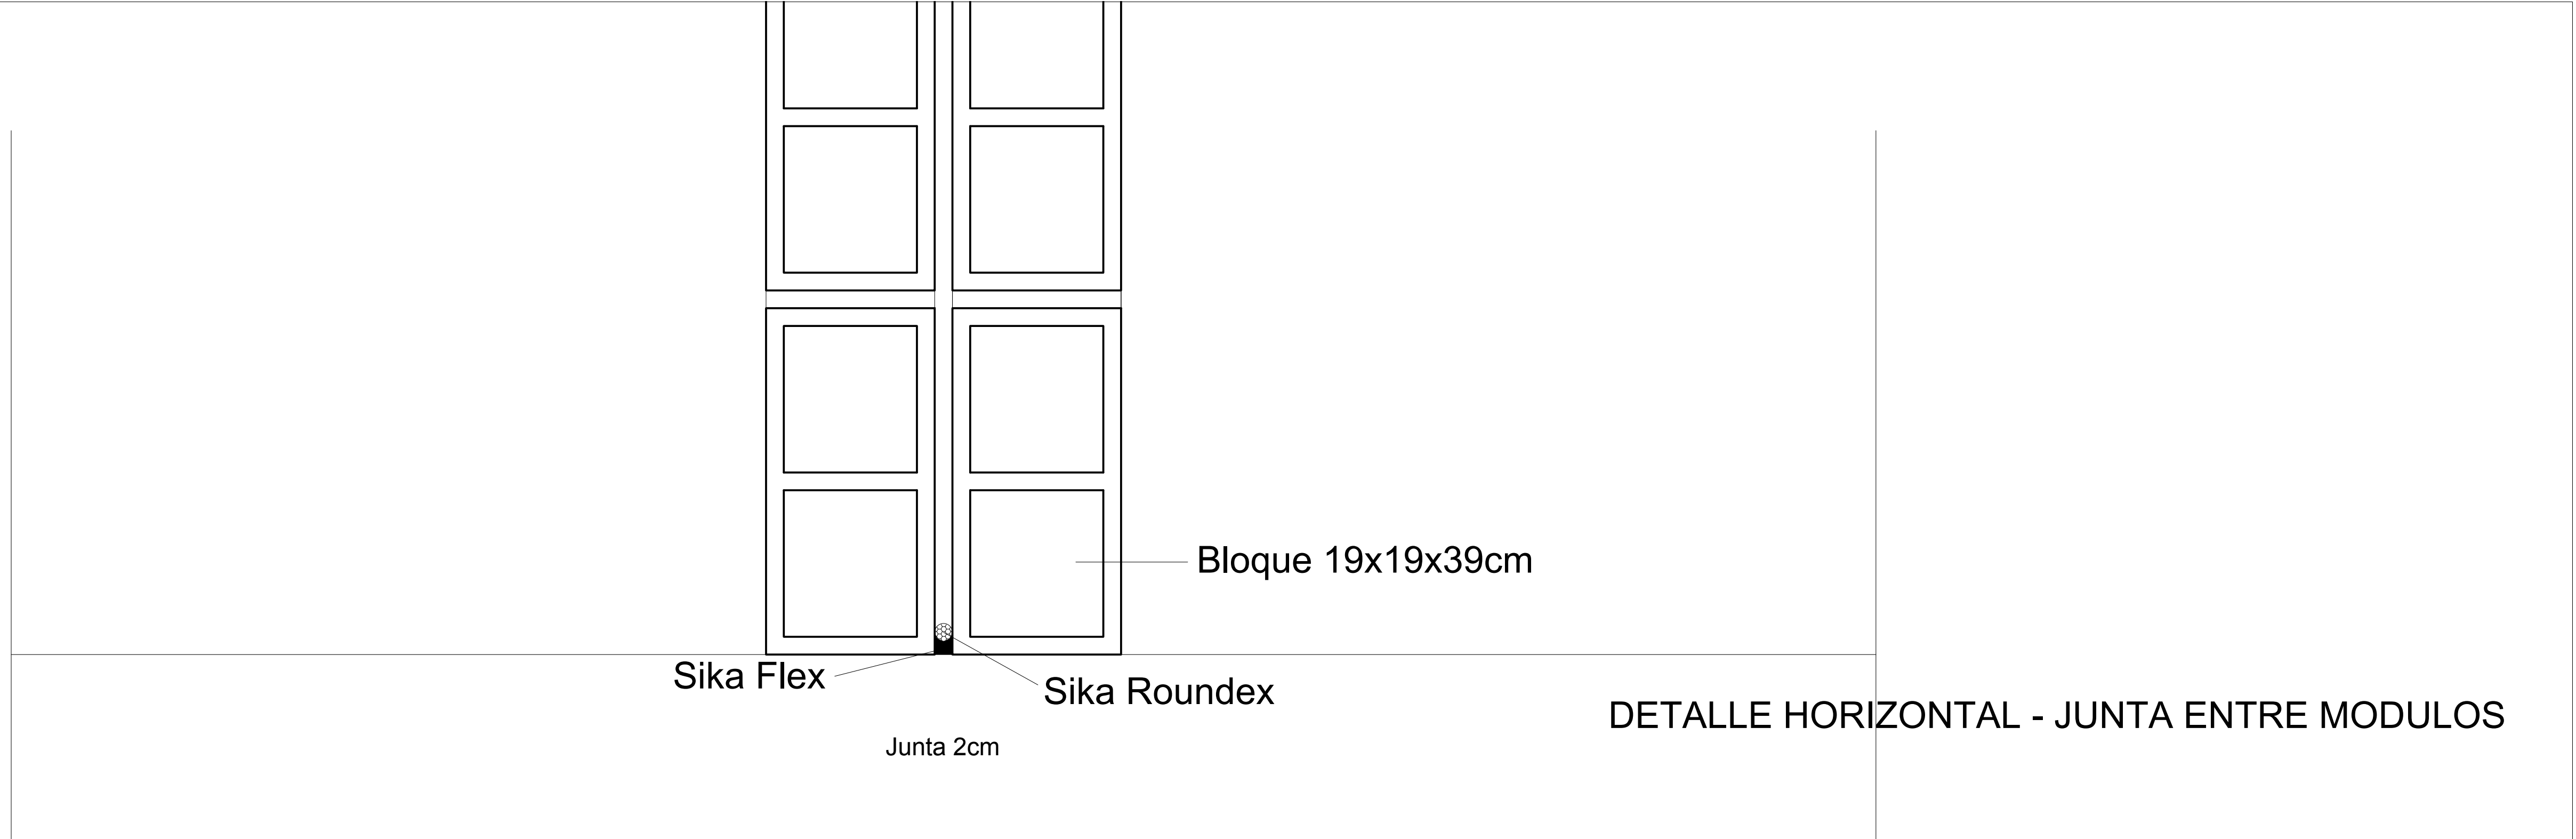 Bloque 19x19x39cm
Sika Flex
Sika Roundex
DETALLE HORIZONTAL - JUNTA ENTRE MODULOS
Junta 2cm